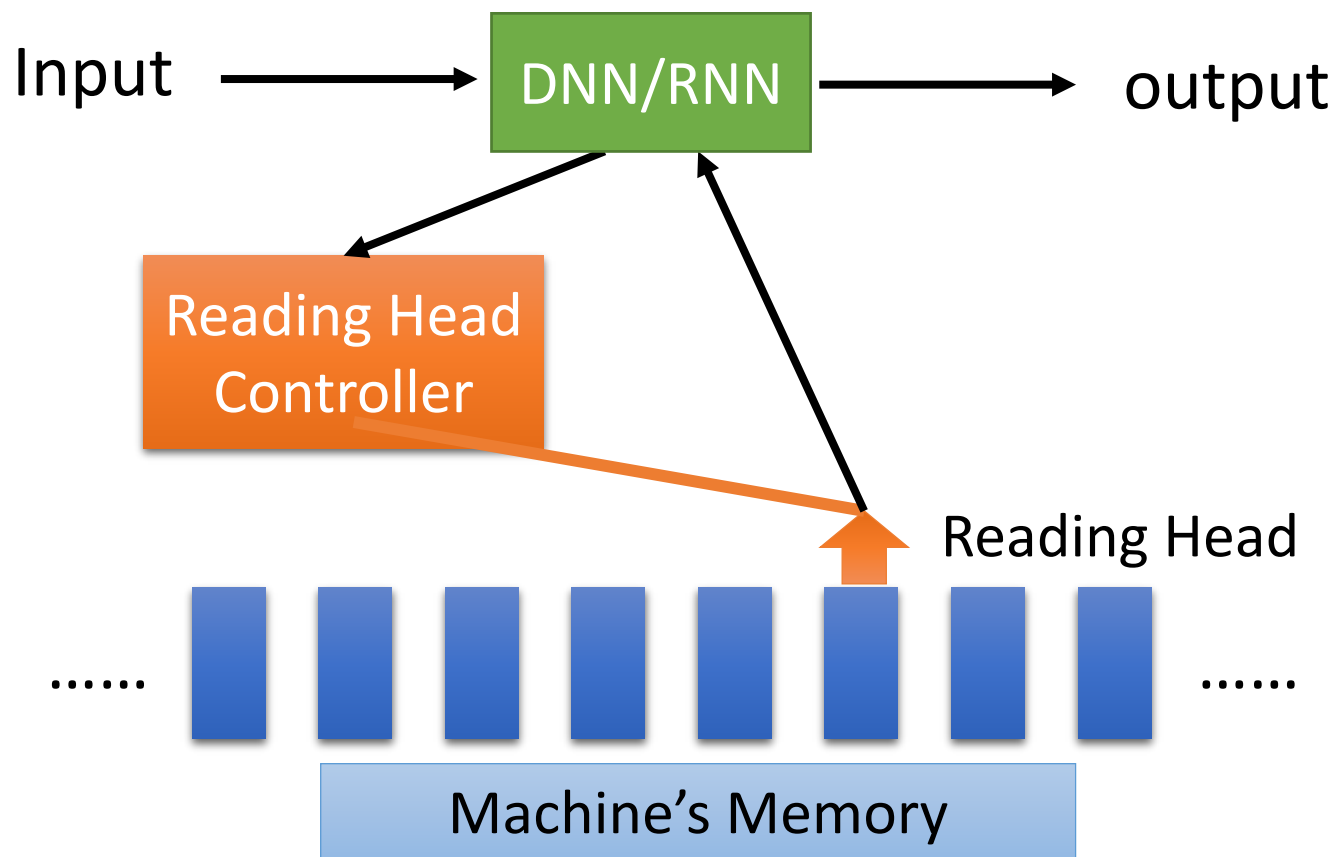 Input
DNN/RNN
output
Reading Head
Controller
Reading Head
……
……
Machine’s Memory